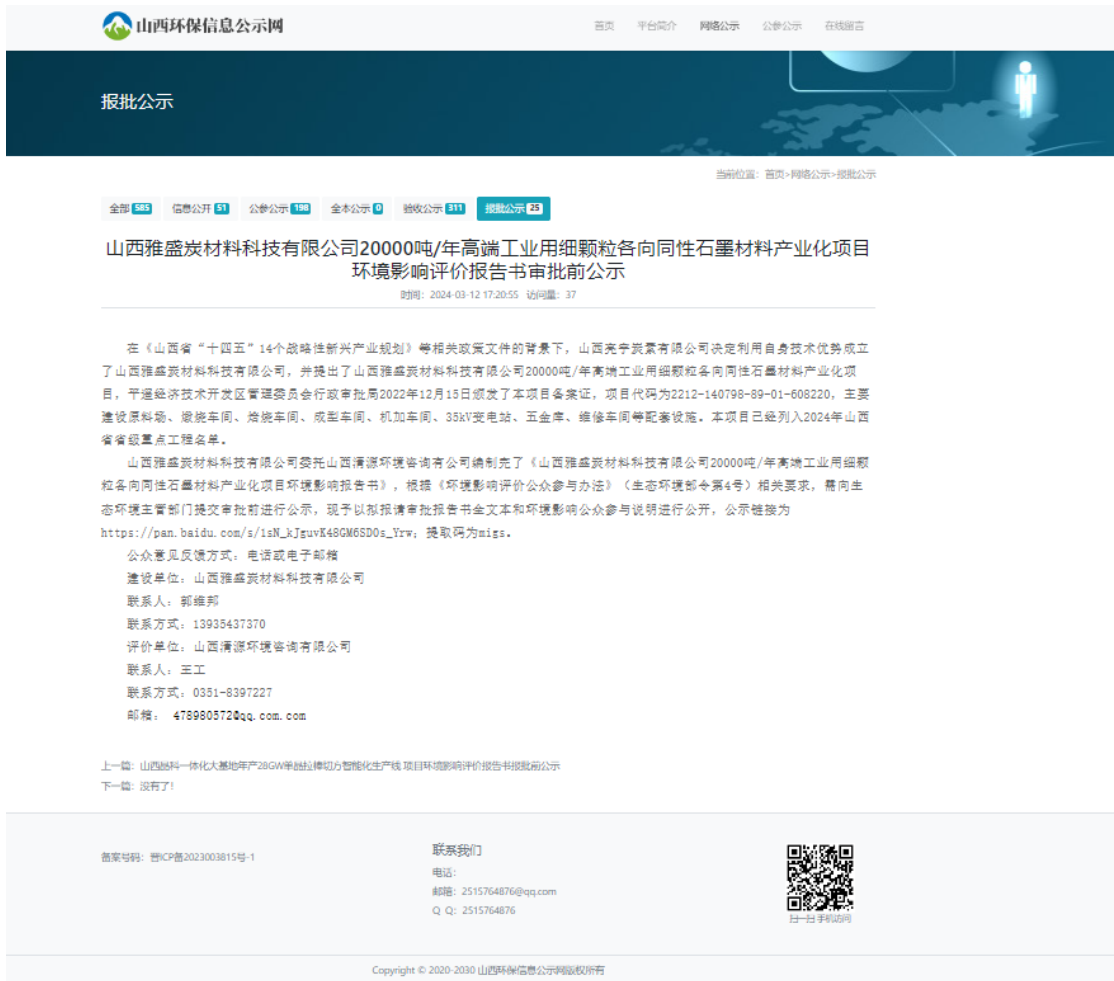 山西环保信息公示网
首页 平台简介 网络公示 公参公示 在线留言
报批公示
当前位置：首页>网络公示>报批公示
全部 585 信息公开 51 公参公示 198 全本公示 0 验收公示 311 报批公示 25
山西雅盛炭材料科技有限公司20000吨/年高端工业用细颗粒各向同性石墨材料产业化项目
环境影响评价报告书审批前公示
时间：2024-03-12 17:20:55 访问量：37
在《山西省“十四五”14个战略性新兴产业规划》等相关政策文件的背景下，山西亮宇炭素有限公司决定利用自身技术优势成立
了山西雅盛炭材料科技有限公司，并提出了山西雅盛炭材料科技有限公司20000吨/年高端工业用细颗粒各向同性石墨材料产业化项
目，平遥经济技术开发区管理委员会行政审批局2022年12月15日颁发了本项目备案证，项目代码为2212-140798-89-01-608220，主要
建设原料场、煅烧车间、焙烧车间、成型车间、机加车间、35kV变电站、五金库、维修车间等配套设施。本项目已经列入2024年山西
省省级重点工程名单。
山西雅盛炭材料科技有限公司委托山西清源环境咨询有公司编制完了《山西雅盛炭材料科技有限公司20000吨/年高端工业用细颗
粒各向同性石墨材料产业化项目环境影响报告书》，根据《环境影响评价公众参与办法》（生态环境部令第4号）相关要求，需向生
态环境主管部门提交审批前进行公示，现予以拟报请审批报告书全文本和环境影响公众参与说明进行公开，公示链接为
https://pan.baidu.com/s/1sN_kJguvK48GM6SD0s_Yrw；提取码为migs。
公众意见反馈方式：电话或电子邮箱
建设单位：山西雅盛炭材料科技有限公司
联系人：郭维邦
联系方式：13935437370
评价单位：山西清源环境咨询有限公司
联系人：王工
联系方式：0351-8397227
邮箱： 478980572@qq.com.com
上一篇：山西晶科一体化大基地年产28GW单晶拉棒切方智能化生产线 项目环境影响评价报告书报批前公示
下一篇：没有了！
备案号码：晋ICP备2023003815号-1
联系我们
电话：
邮箱：2515764876@qq.com
Q Q：2515764876
扫一扫 手机访问
Copyright © 2020-2030 山西环保信息公示网版权所有